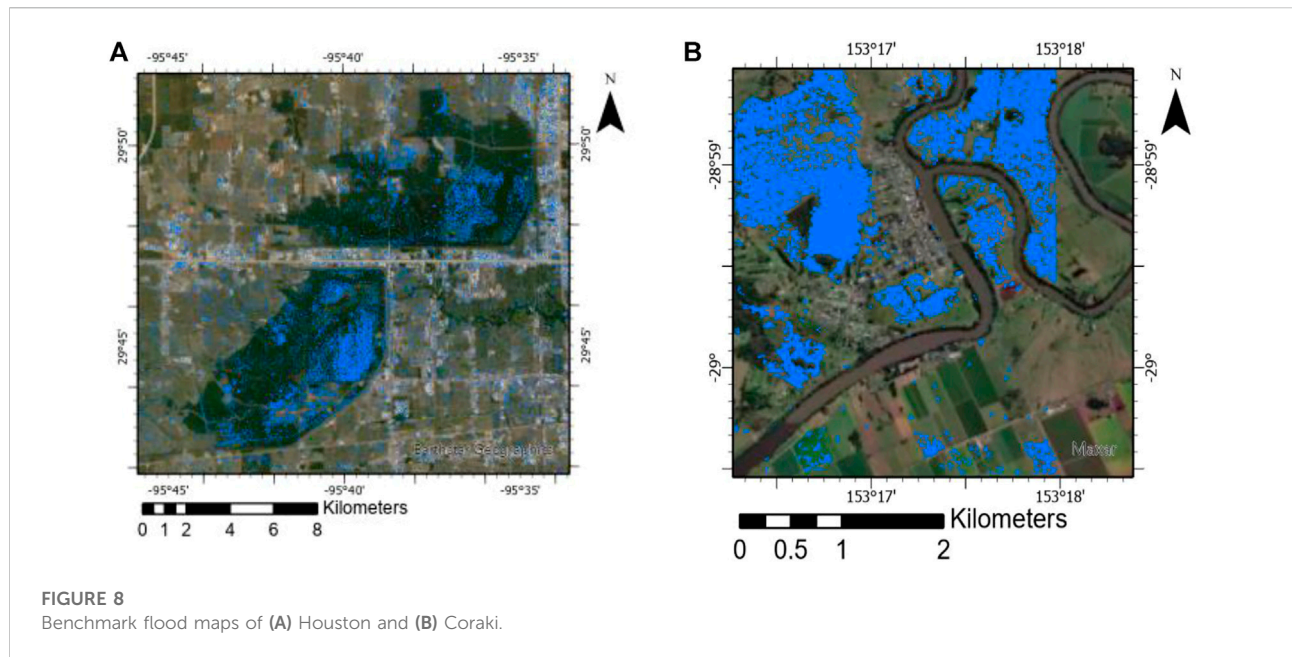 A
-95°45' -95°40' -95°35'
N
29°50' 29°50'
29°45' 29°45'
Earthstar Geographics
-95°45' -95°40' -95°35'
Kilometers
0 1 2 4 6 8
B
153°17' 153°18'
N
-28°59' -28°59'
-29° -29°
Maxar
153°17' 153°18'
Kilometers
0 0.5 1 2
FIGURE 8
Benchmark flood maps of (A) Houston and (B) Coraki.